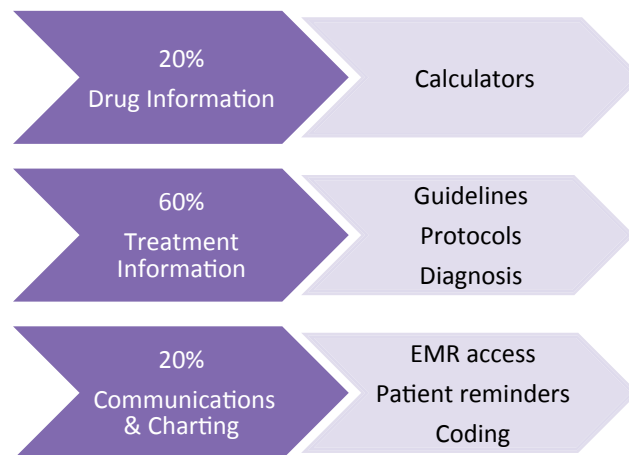 20%
Drug Information
Calculators
60%
Treatment
Information
Guidelines
Protocols
Diagnosis
20%
Communications
& Charting
EMR access
Patient reminders
Coding